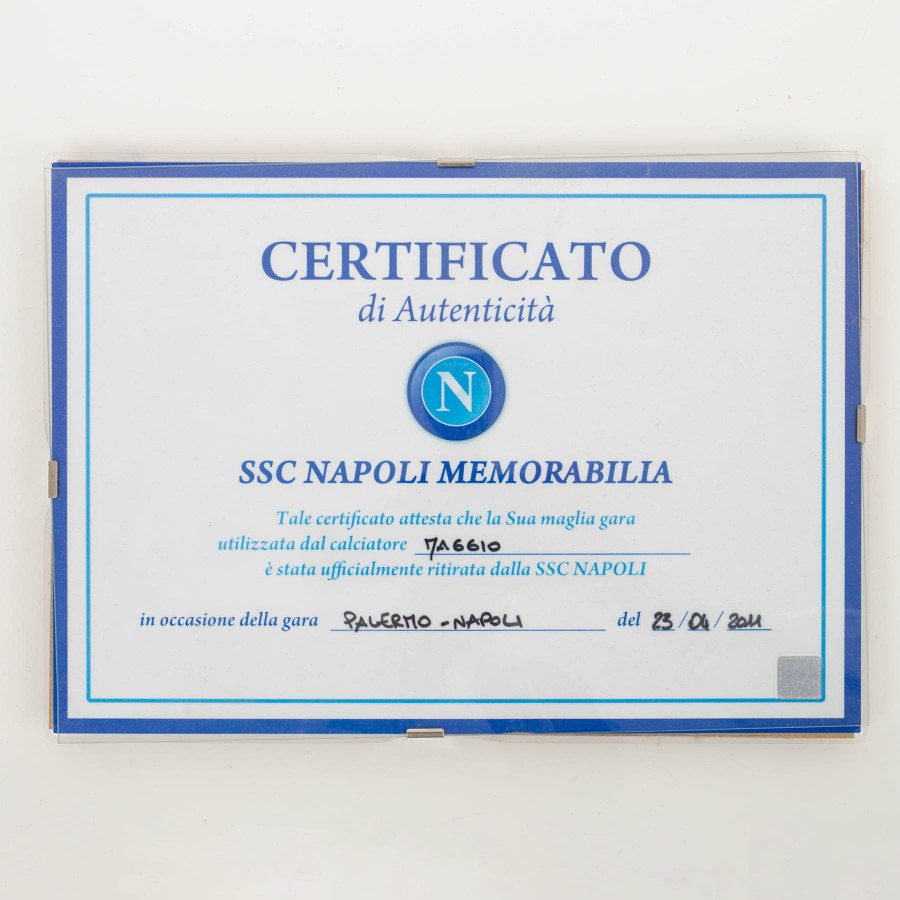 CERTIFICATO
di Autenticità
N
SSC NAPOLI MEMORABILIA
Tale certificato attesta che la Sua maglia gara
utilizzata dal calciatore MAGGIO
è stata ufficialmente ritirata dalla SSC NAPOLI
in occasione della gara PALERMO - NAPOLI del 23 / 04 / 2011